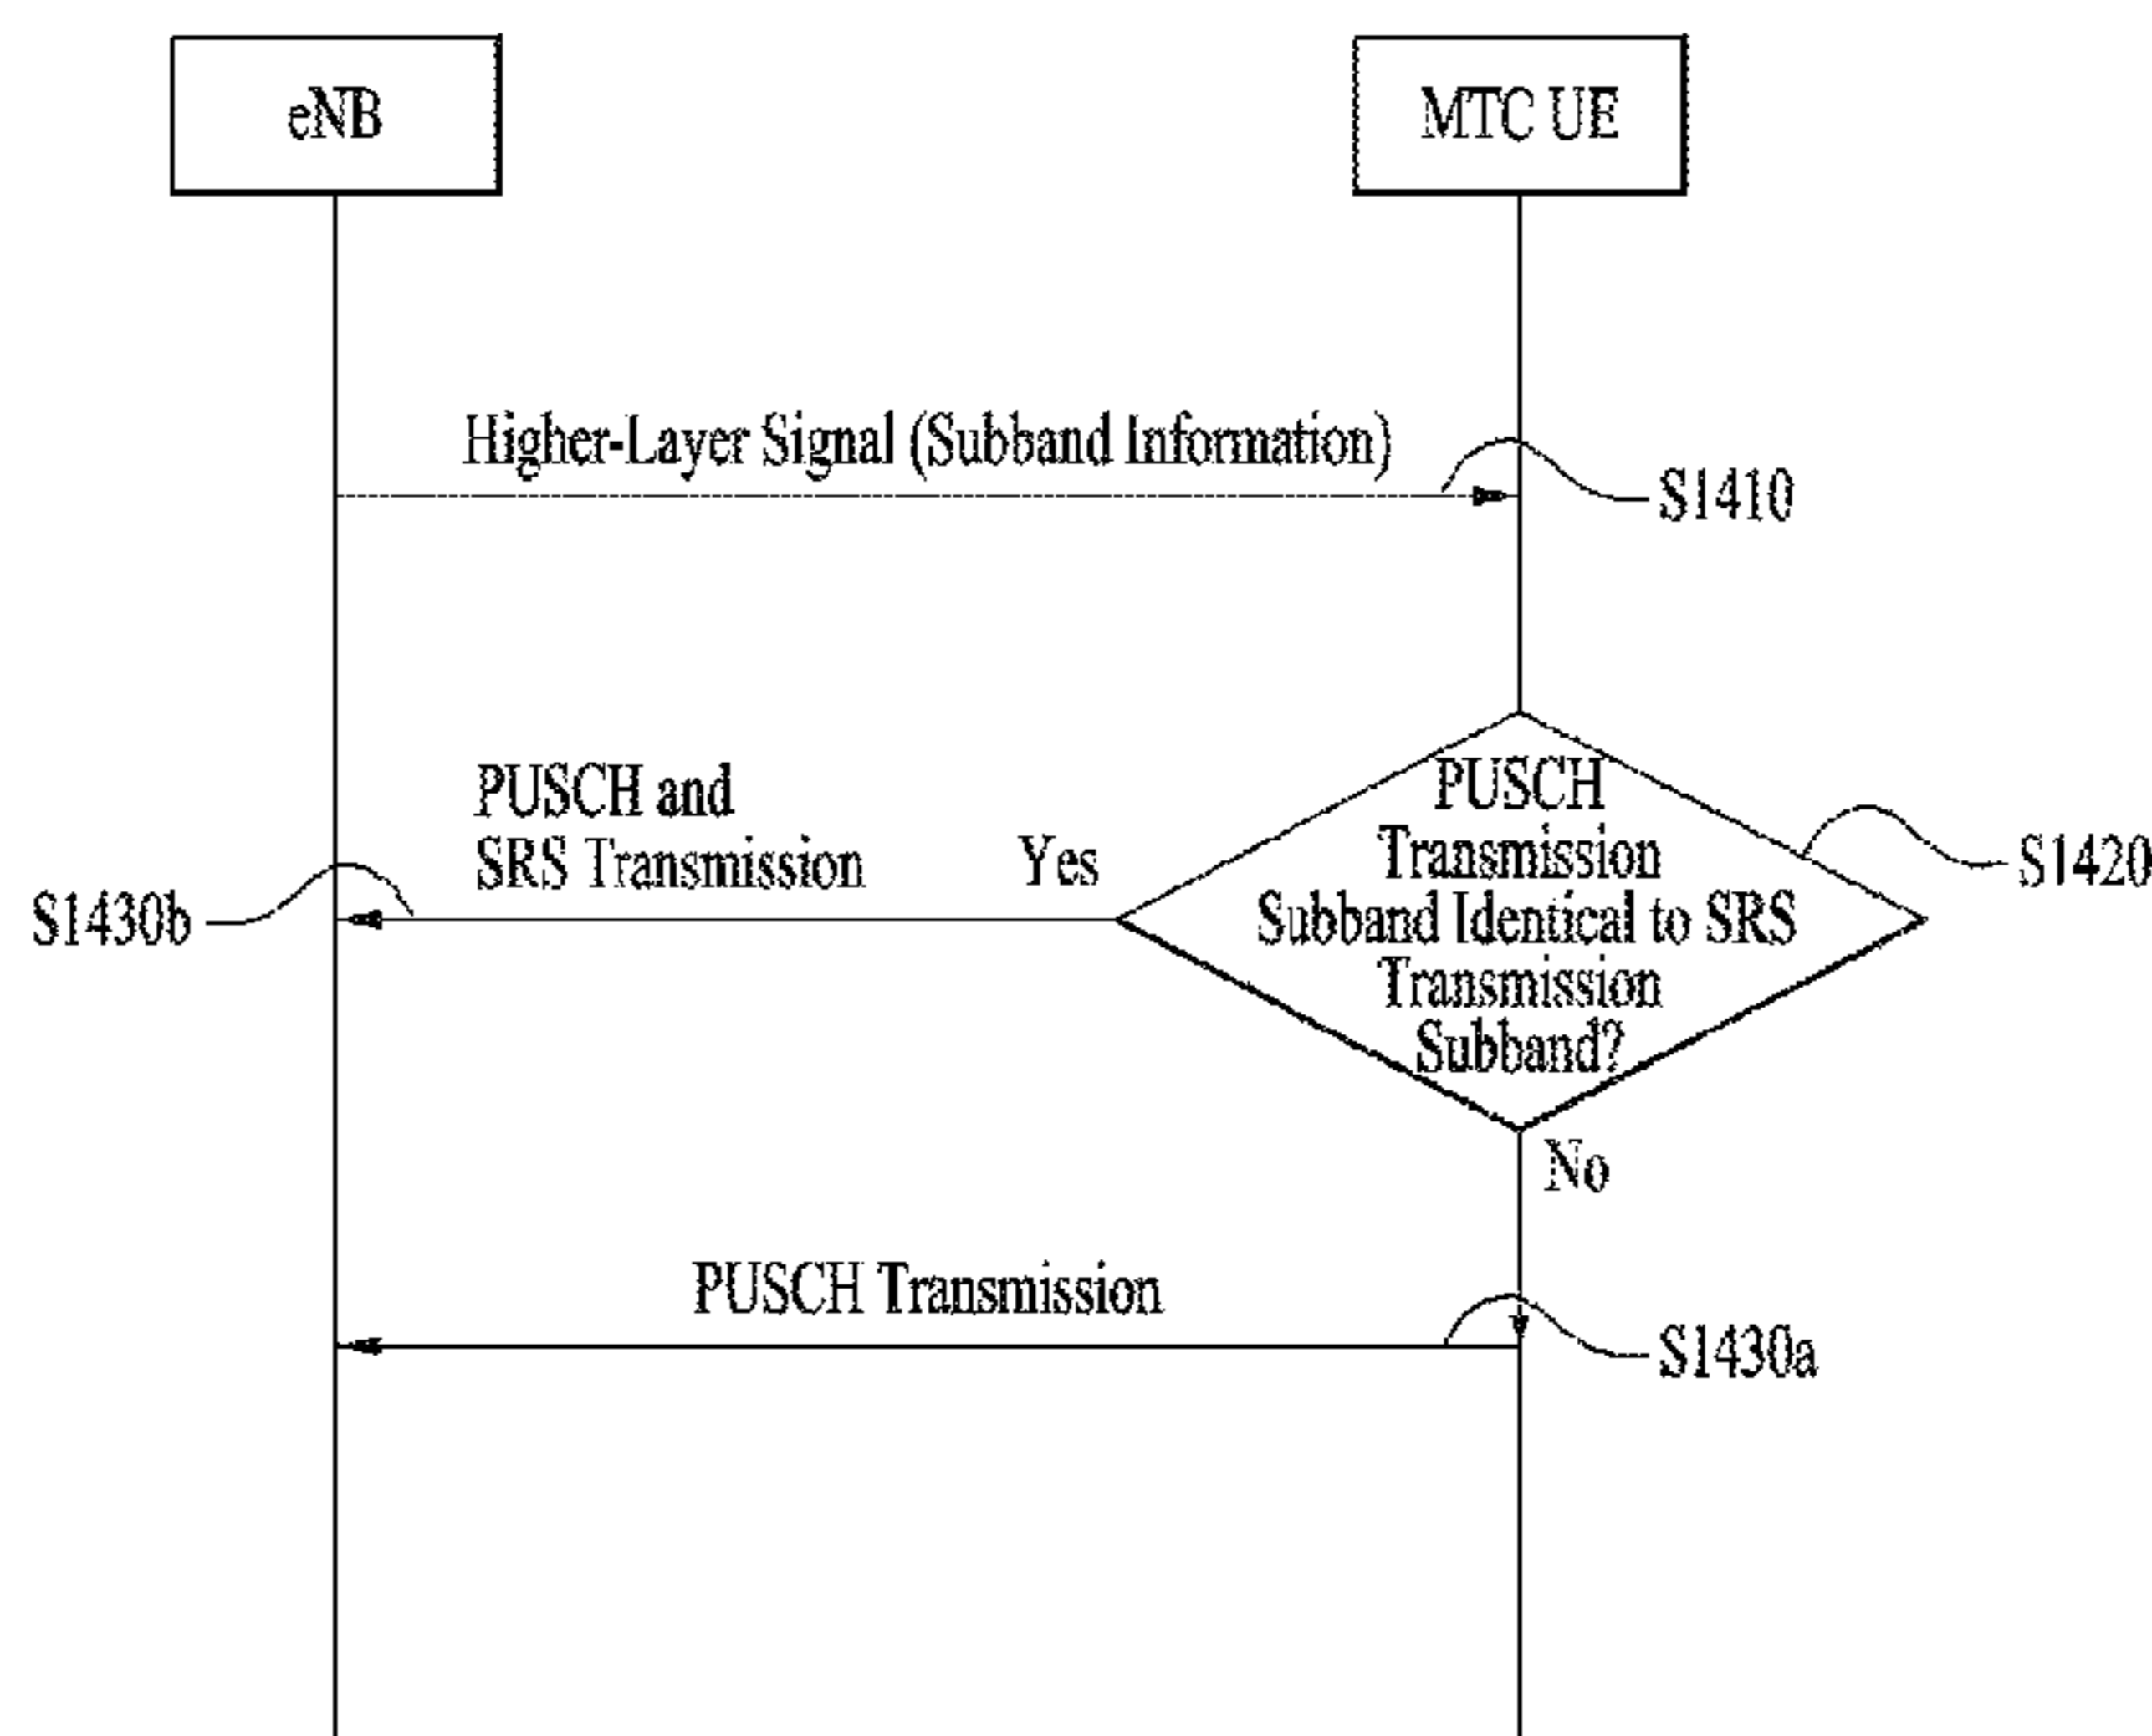 eNB
MTC UE
Higher-Layer Signal (Subband Information)
S1410
PUSCH
Transmission
Subband Identical to SRS
Transmission
Subband?
S1420
PUSCH and
SRS Transmission
Yes
S1430b
No
PUSCH Transmission
S1430a